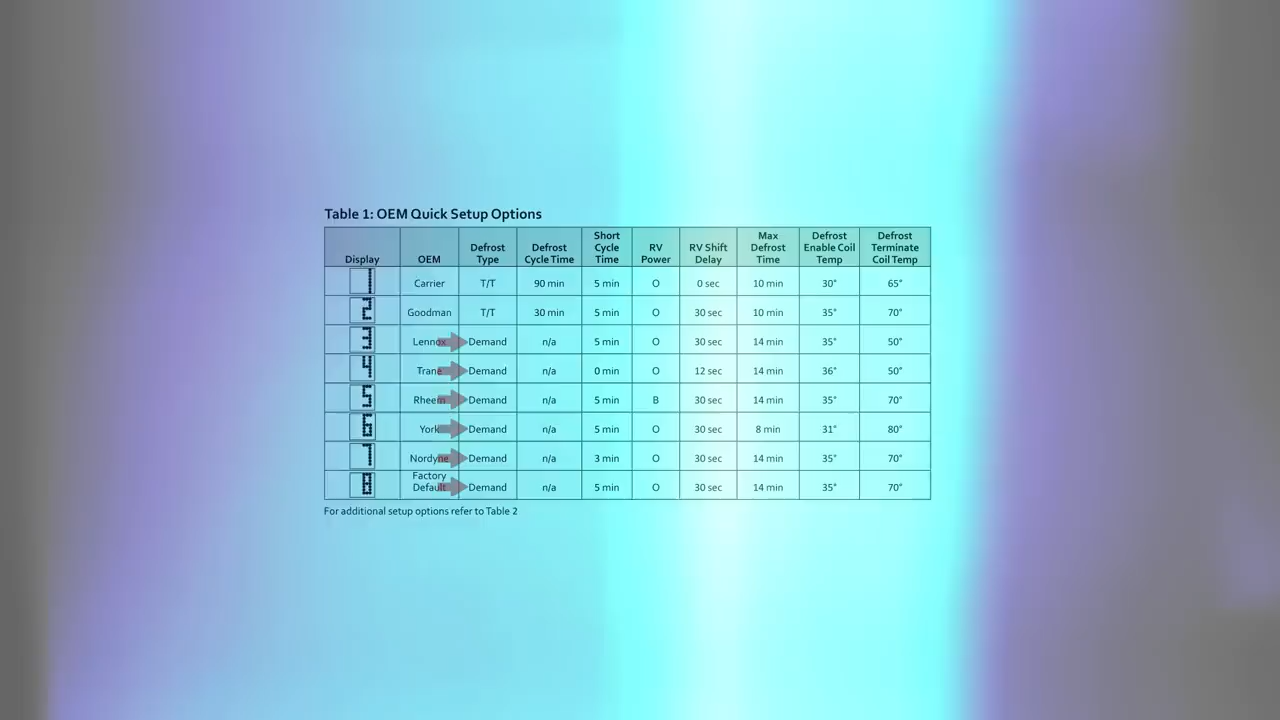 Table 1: OEM Quick Setup Options
Display OEM Defrost Type Defrost Cycle Time Short Cycle Time RV Power RV Shift Delay Max Defrost Time Defrost Enable Coil Temp Defrost Terminate Coil Temp
1 Carrier T/T 90 min 5 min O 0 sec 10 min 30° 65°
2 Goodman T/T 30 min 5 min O 30 sec 10 min 35° 70°
3 Lennox Demand n/a 5 min O 30 sec 14 min 35° 50°
4 Trane Demand n/a 0 min O 12 sec 14 min 36° 50°
5 Rheem Demand n/a 5 min B 30 sec 14 min 35° 70°
6 York Demand n/a 5 min O 30 sec 8 min 31° 80°
7 Nordyne Demand n/a 3 min O 30 sec 14 min 35° 70°
8 Factory Default Demand n/a 5 min O 30 sec 14 min 35° 70°
For additional setup options refer to Table 2